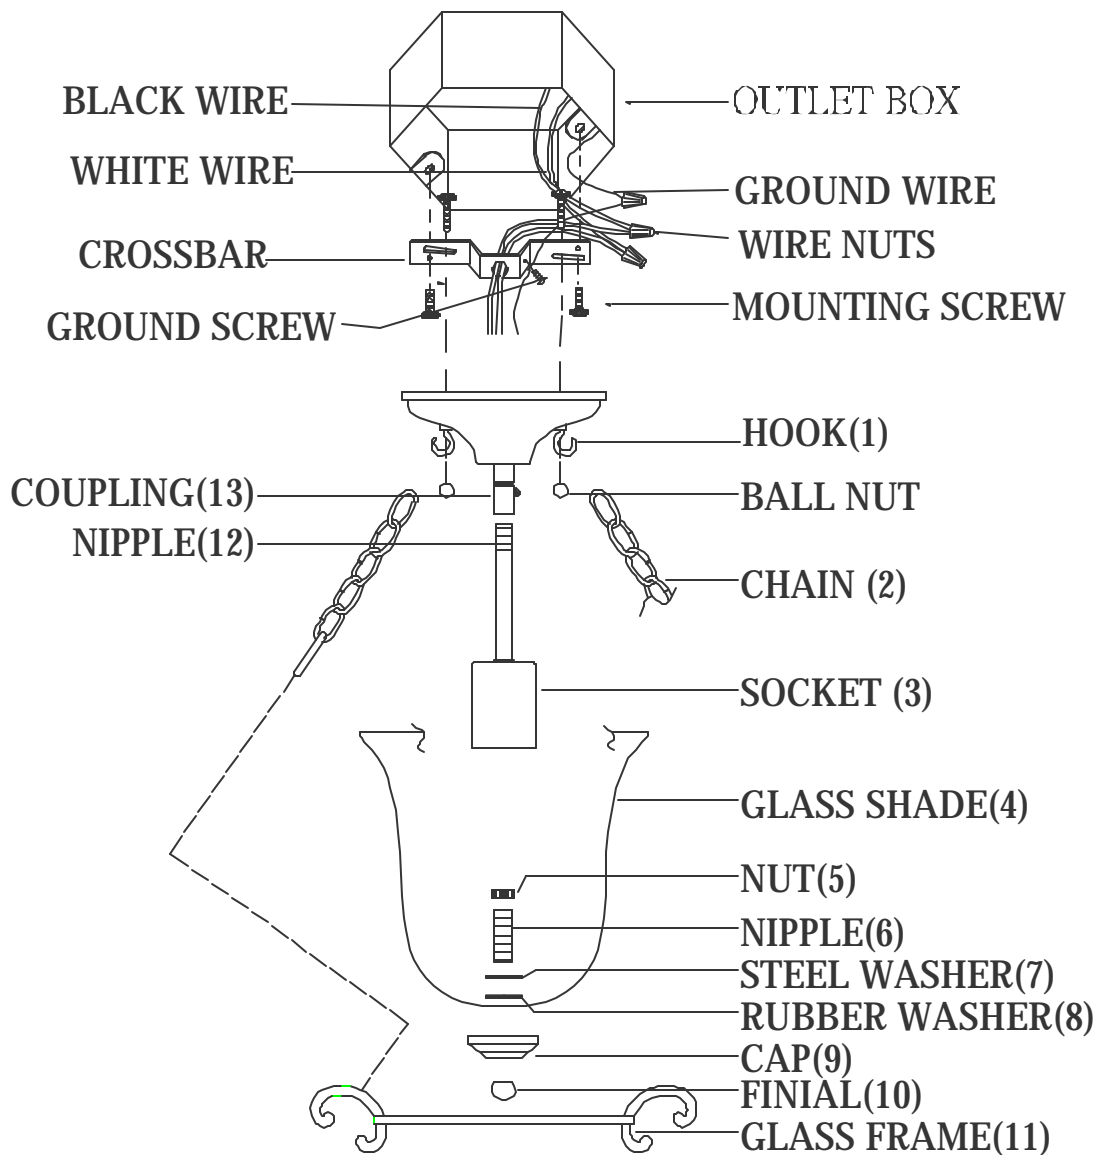 BLACK WIRE
OUTLET BOX
WHITE WIRE
GROUND WIRE
CROSSBAR
WIRE NUTS
GROUND SCREW
MOUNTING SCREW
HOOK(1)
COUPLING(13)
BALL NUT
NIPPLE(12)
CHAIN (2)
SOCKET (3)
GLASS SHADE(4)
NUT(5)
NIPPLE(6)
STEEL WASHER(7)
RUBBER WASHER(8)
CAP(9)
FINIAL(10)
GLASS FRAME(11)